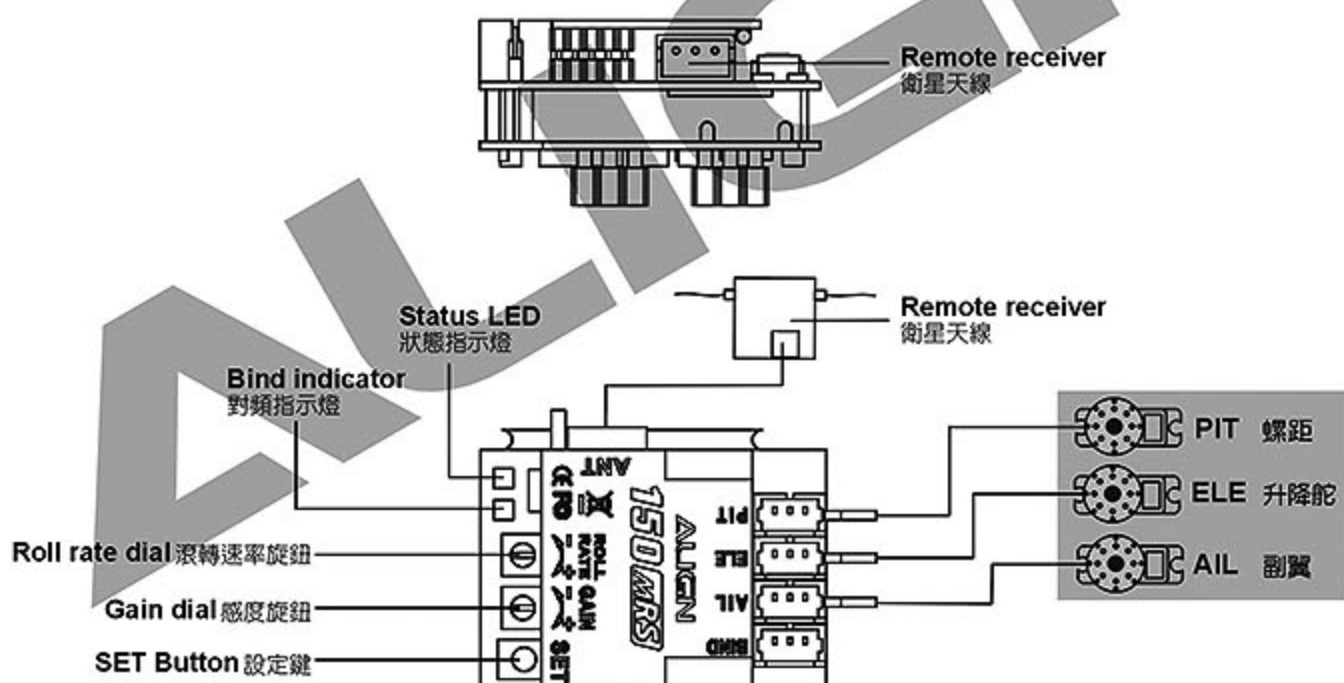 Remote receiver
衛星天線
Remote receiver
衛星天線
Status LED
狀態指示燈
Bind indicator
對頻指示燈
Roll rate dial 滾轉速率旋鈕
Gain dial 感度旋鈕
SET Button 設定鍵
ANT
ROLL
RATE GAIN
SET
150MRS
ALIGN
PIT
ELE
AIL
BIND
PIT 螺距
ELE 升降舵
AIL 副翼